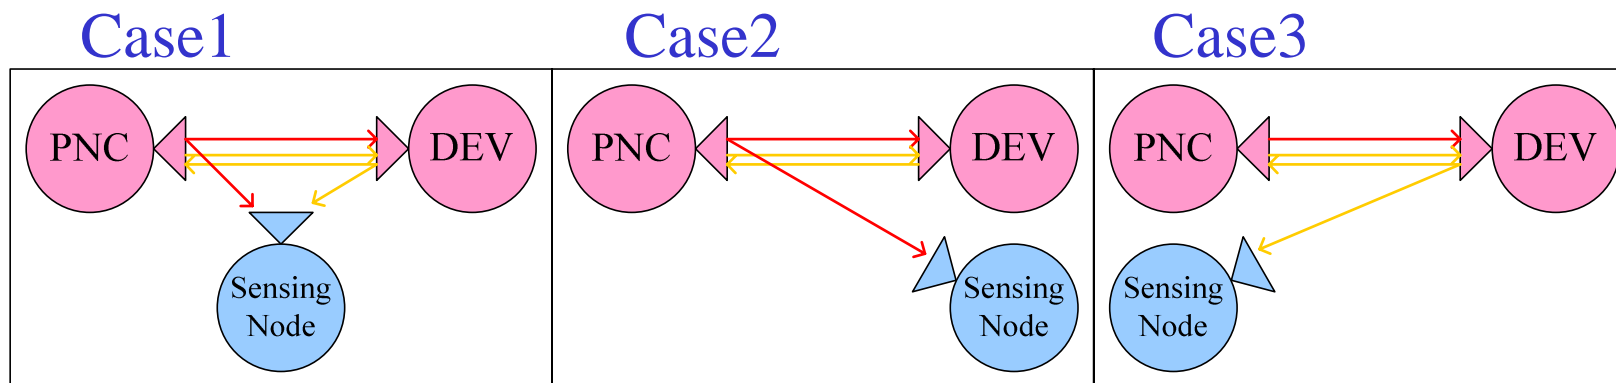 Case1
Case2
Case3
PNC
DEV
PNC
DEV
PNC
DEV
Sensing
Node
Sensing
Node
Sensing
Node